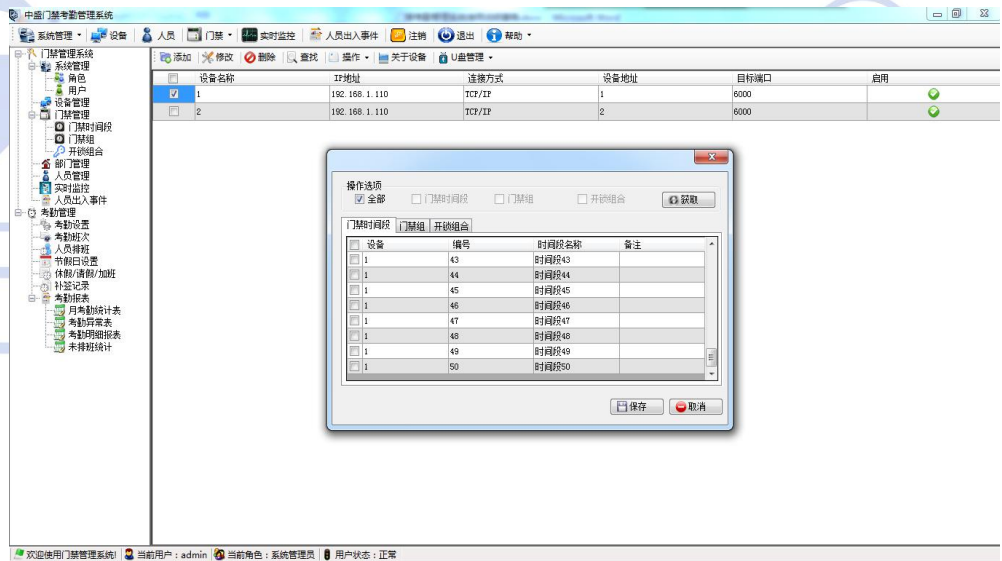 中盛门禁考勤管理系统
系统管理 设备 人员 门禁 实时监控 人员出入事件 注销 退出 帮助
门禁管理系统
系统管理
角色
用户
设备管理
门禁管理
门禁时间段
门禁组
开锁组合
部门管理
人员管理
实时监控
人员出入事件
考勤管理
考勤设置
考勤班次
人员排班
节假日设置
休假/请假/加班
补签记录
考勤报表
月考勤统计表
考勤异常表
考勤明细报表
未排班统计
添加 修改 删除 查找 操作 关于设备 U盘管理
设备名称 IP地址 连接方式 设备地址 目标端口 启用
1 192.168.1.110 TCP/IP 1 6000
2 192.168.1.110 TCP/IP 2 6000
操作选项
全部 门禁时间段 门禁组 开锁组合 获取
门禁时间段 门禁组 开锁组合
设备 编号 时间段名称 备注
1 43 时间段43
1 44 时间段44
1 45 时间段45
1 46 时间段46
1 47 时间段47
1 48 时间段48
1 49 时间段49
1 50 时间段50
保存 取消
欢迎使用门禁管理系统! 当前用户：admin 当前角色：系统管理员 用户状态：正常